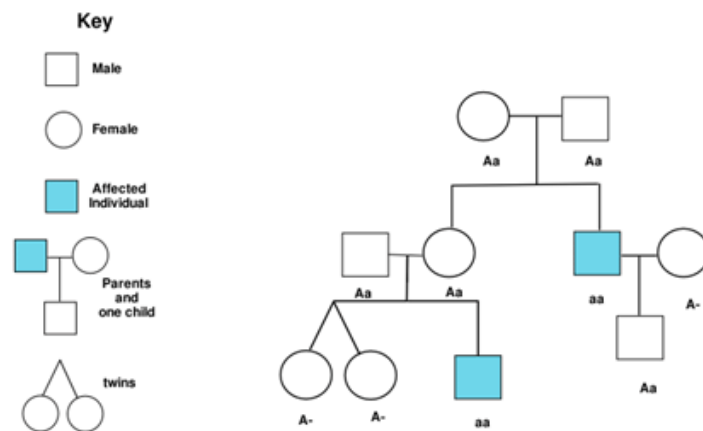 Key
Male
Female
Affected
Individual
Parents
and
one child
twins
Aa Aa
Aa Aa aa A-
Aa
A- A- aa